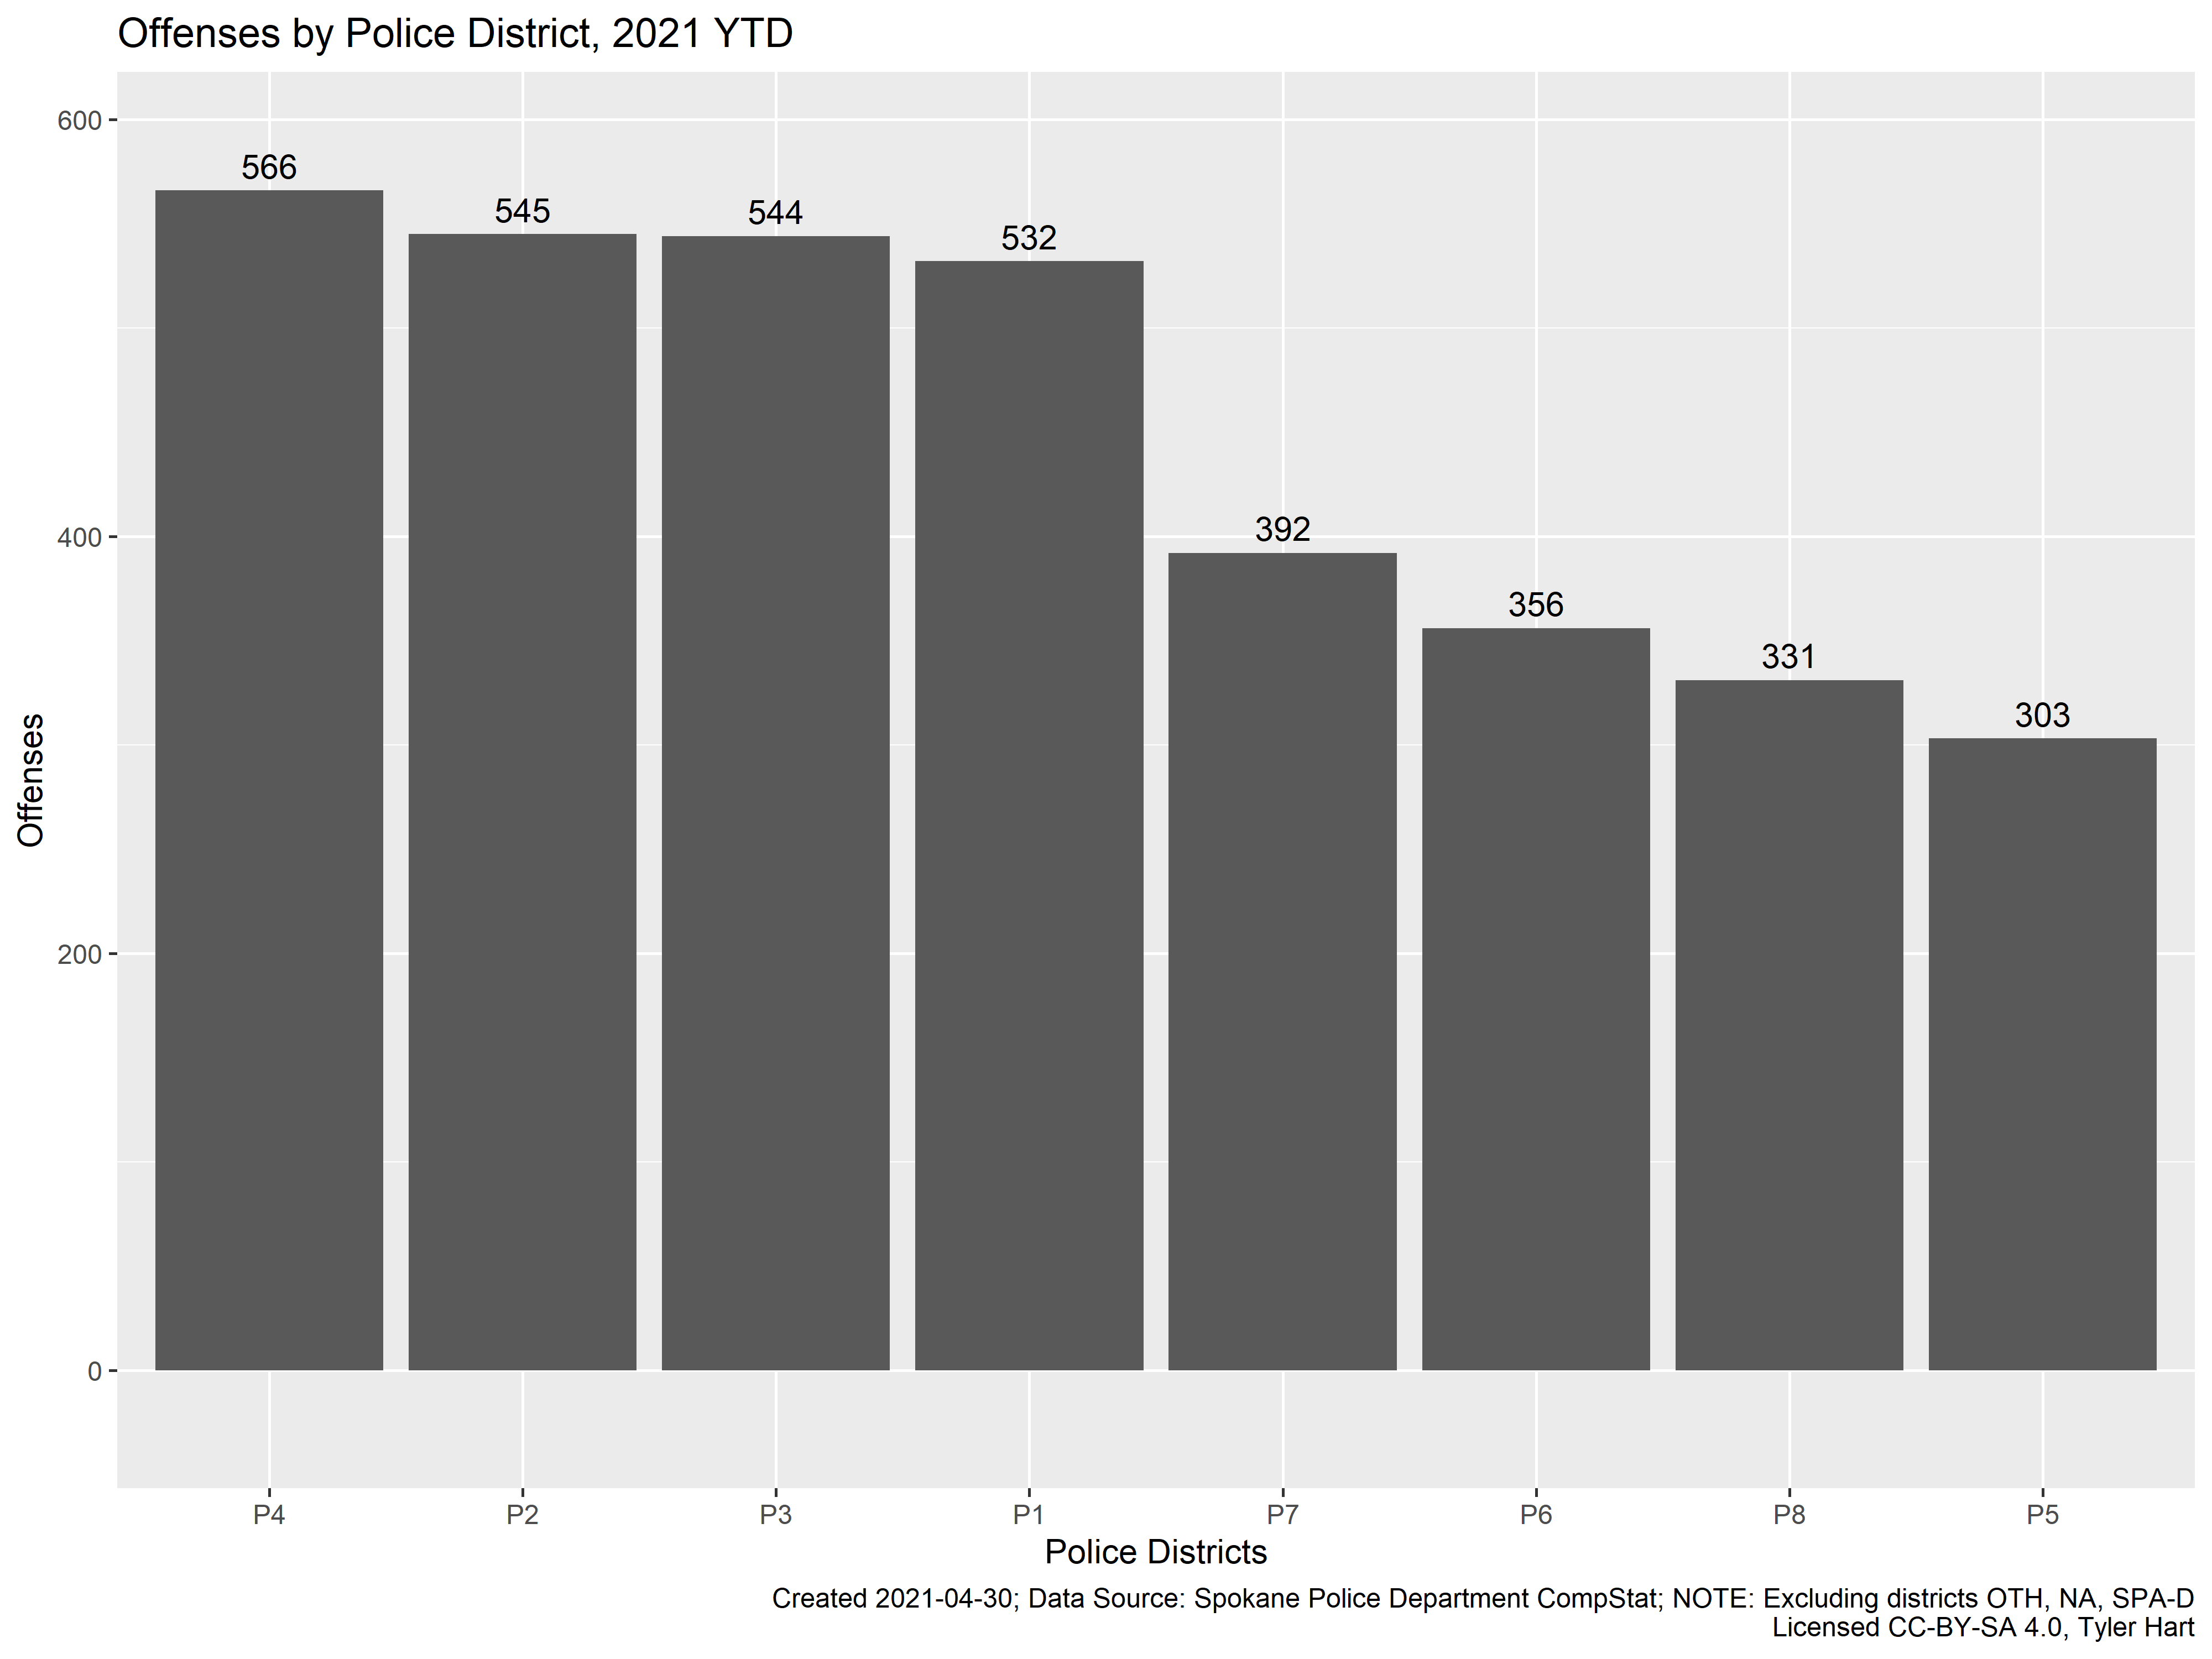 Offenses by Police District, 2021 YTD
600
566
545
544
532
400
392
356
331
303
200
0
Offenses
P4 P2 P3 P1 P7 P6 P8 P5
Police Districts
Created 2021-04-30; Data Source: Spokane Police Department CompStat; NOTE: Excluding districts OTH, NA, SPA-D
Licensed CC-BY-SA 4.0, Tyler Hart